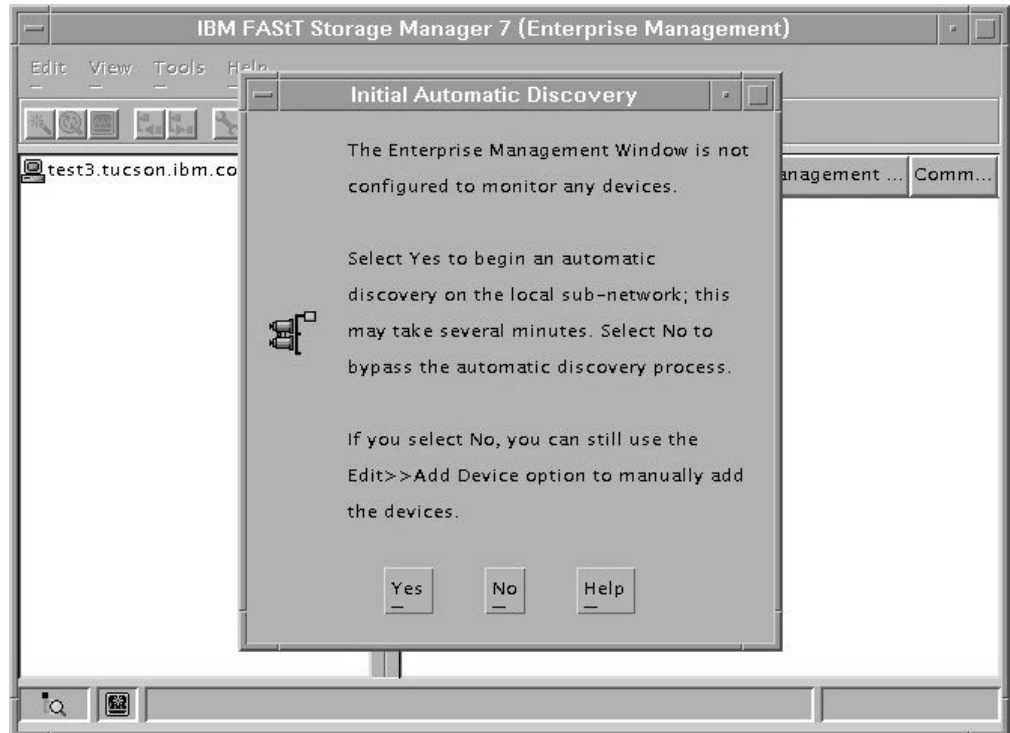 IBM FAStT Storage Manager 7 (Enterprise Management)
Edit View Tools Help
Initial Automatic Discovery
test3.tucson.ibm.co
anagement ... Comm...
The Enterprise Management Window is not
configured to monitor any devices.
Select Yes to begin an automatic
discovery on the local sub-network; this
may take several minutes. Select No to
bypass the automatic discovery process.
If you select No, you can still use the
Edit>>Add Device option to manually add
the devices.
Yes No Help